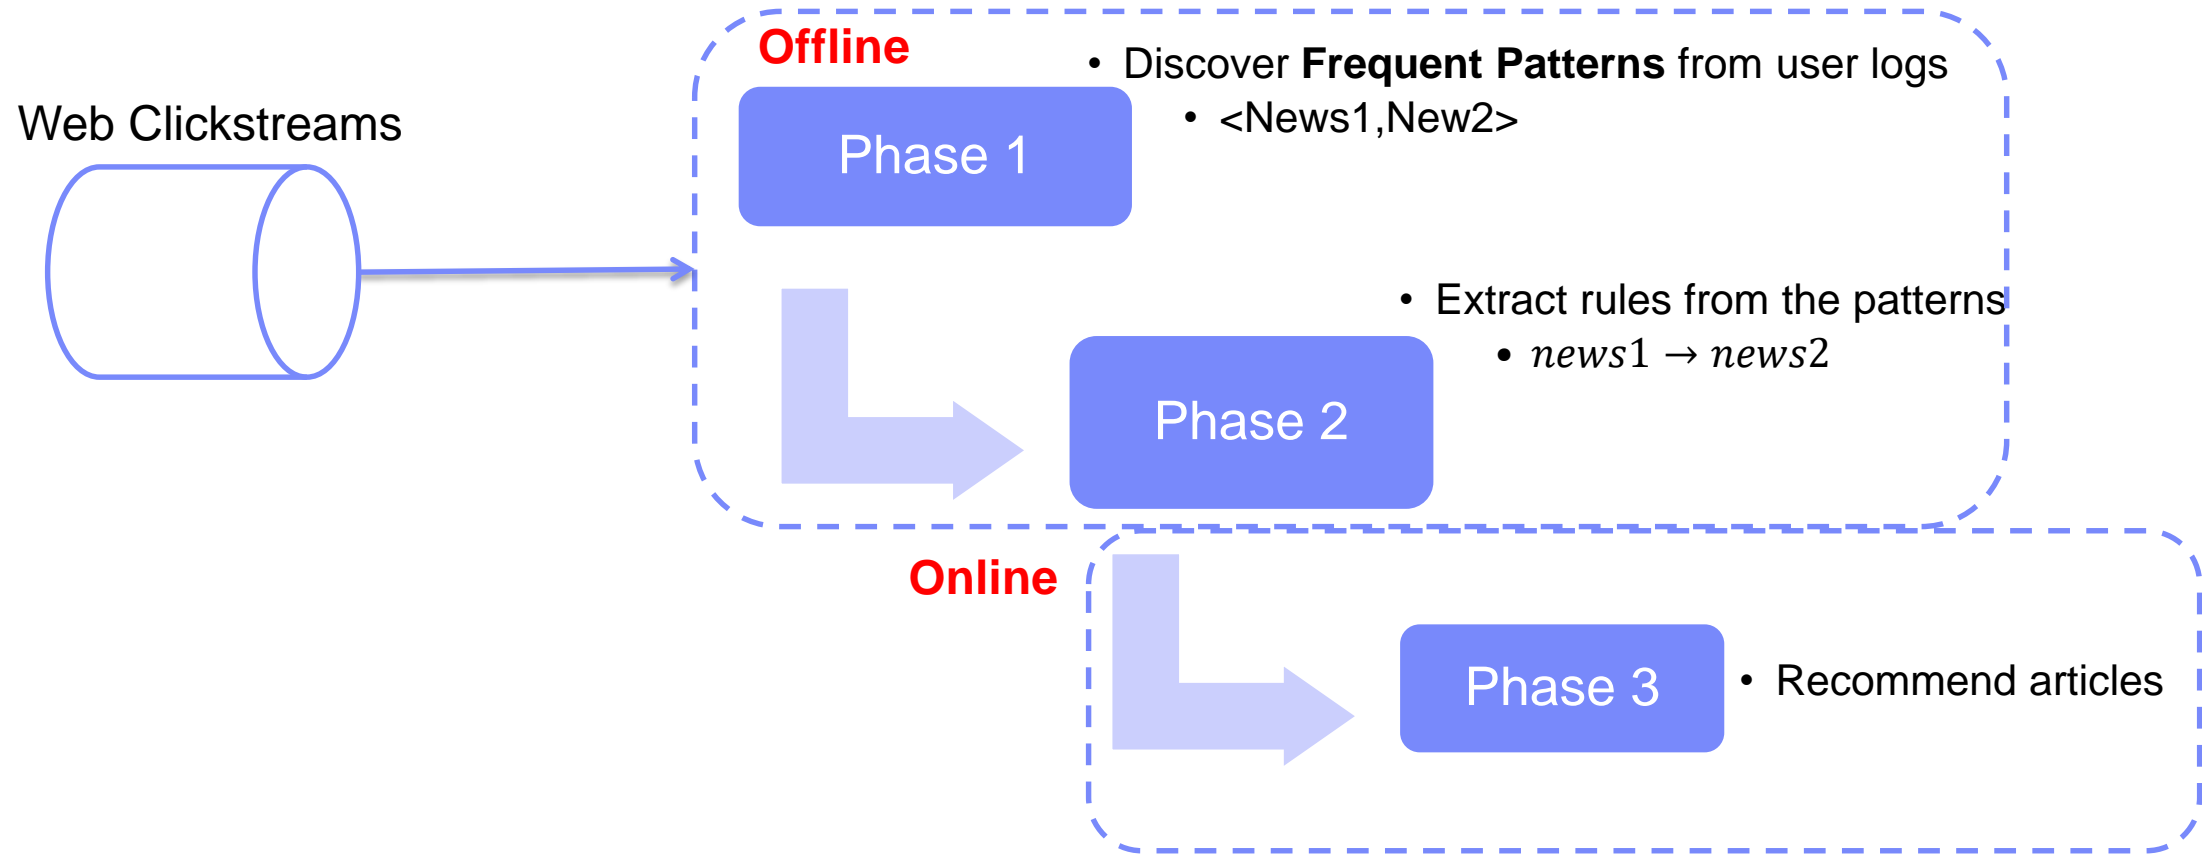 Offline
• Discover Frequent Patterns from user logs
• <News1,New2>
Web Clickstreams
Phase 1
• Extract rules from the patterns
• news1 → news2
Phase 2
Online
Phase 3
• Recommend articles